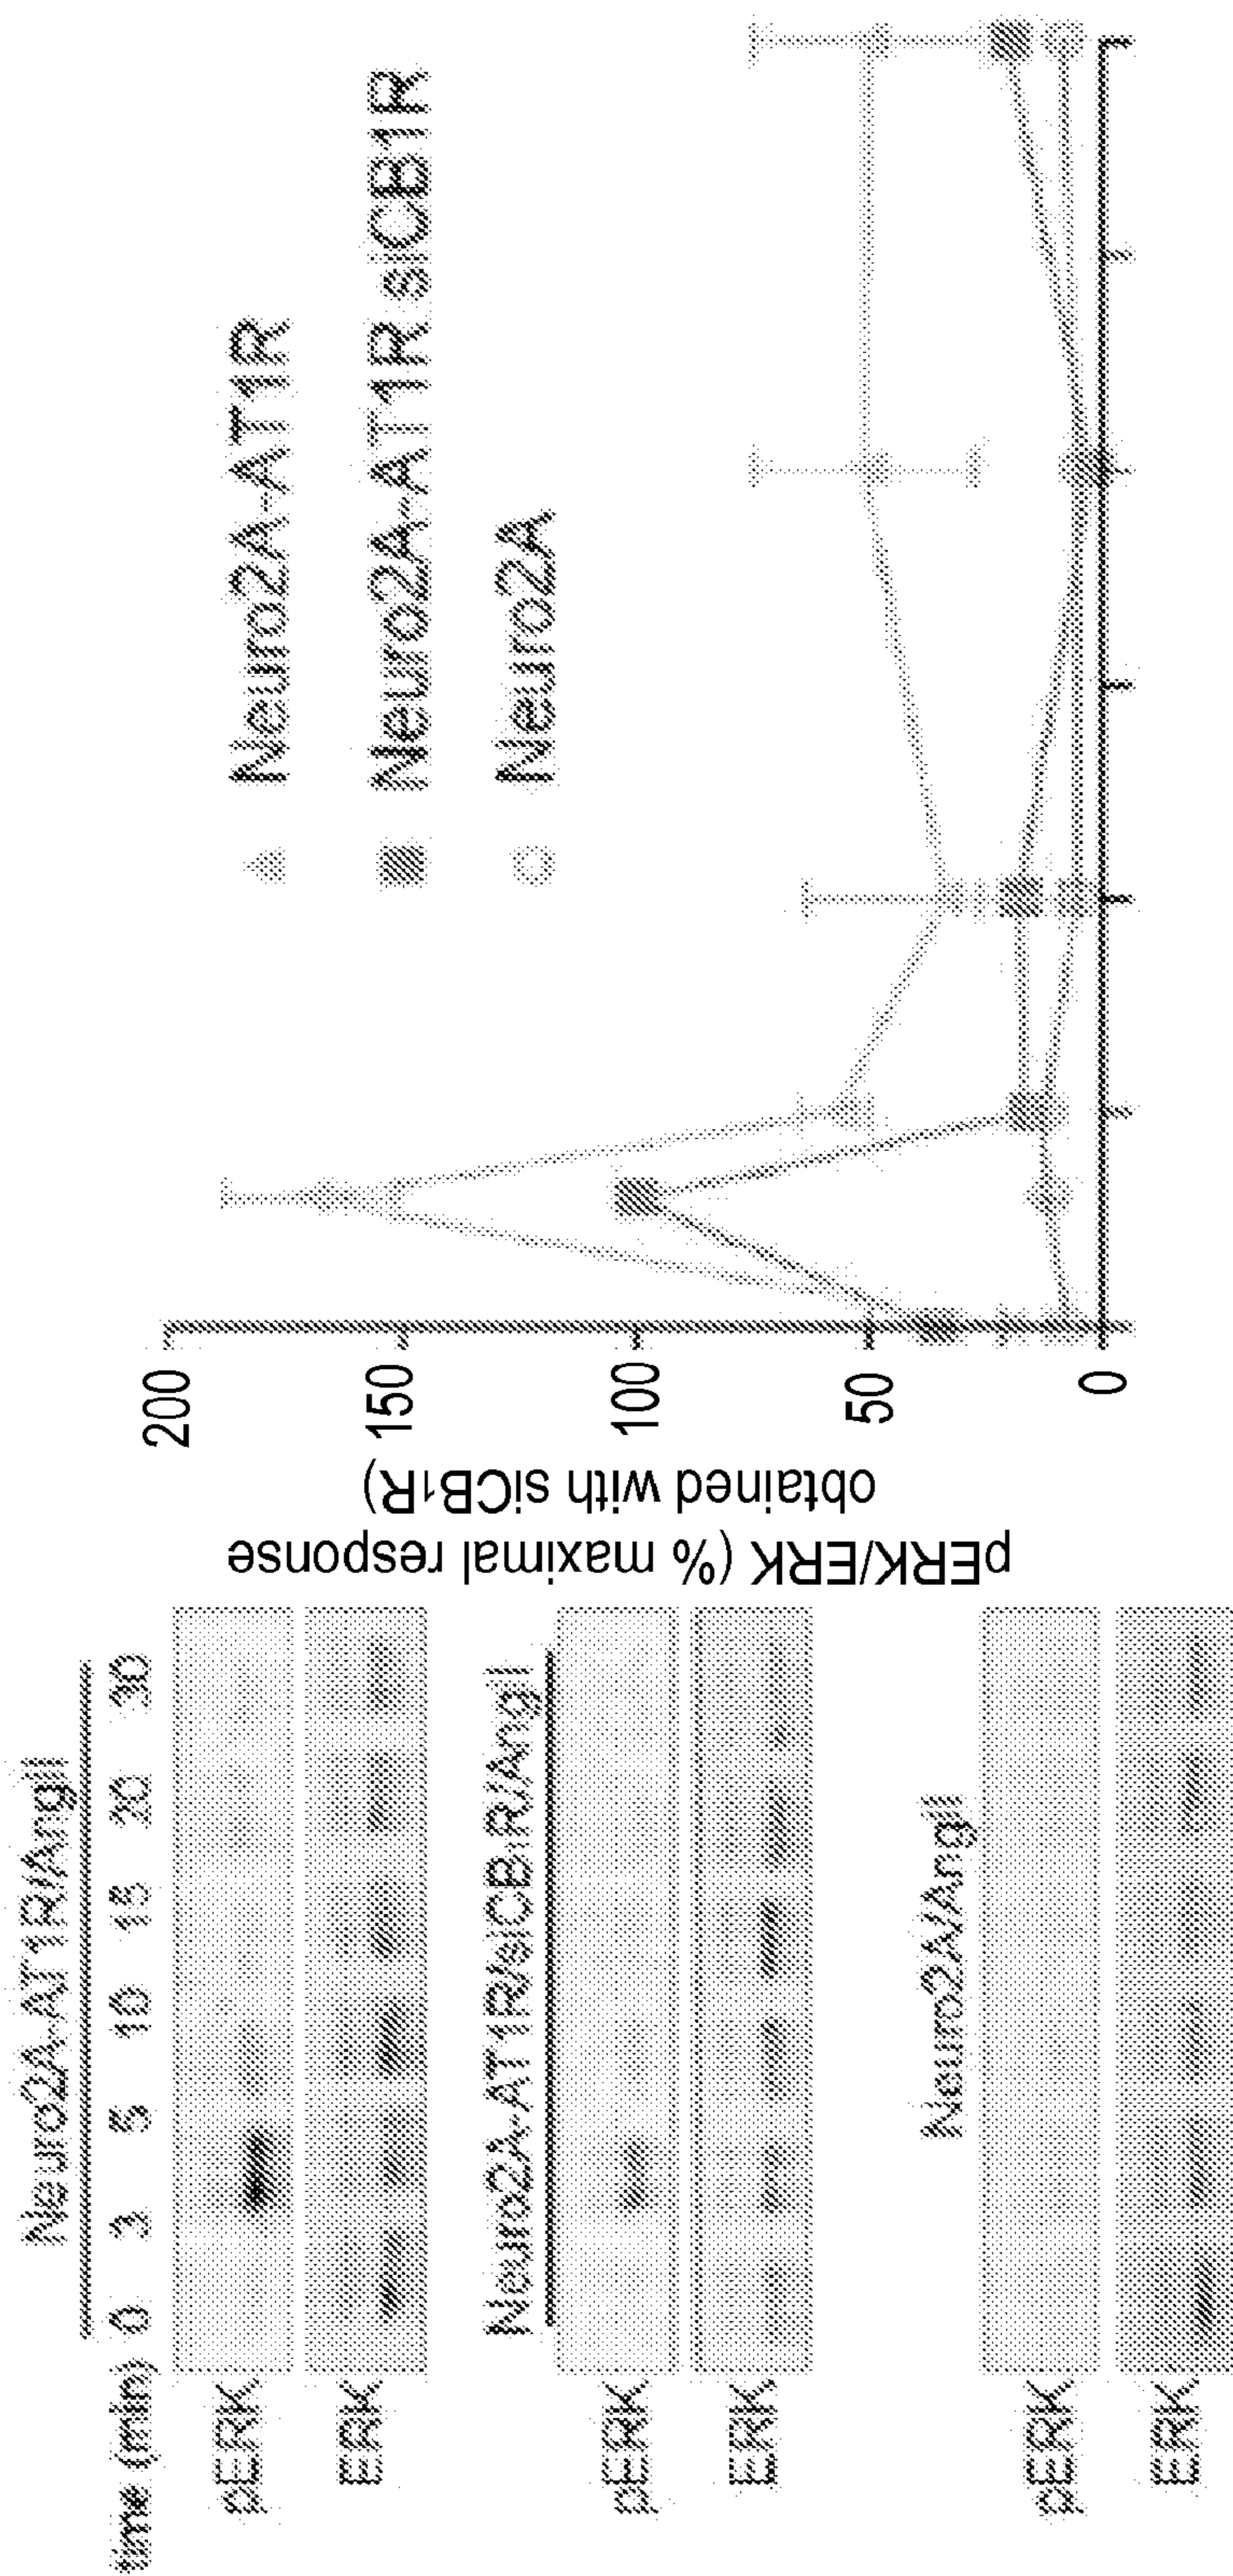 Neuro2A-AT1R/AngII
time (min) 0 3 5 10 15 20 30
pERK
ERK
Neuro2A-AT1R/siCB1R/AngII
pERK
ERK
Neuro2A/AngII
pERK
ERK
pERK/ERK (% maximal response
obtained with siCB1R)
200
150
100
50
0
Neuro2A-AT1R
Neuro2A-AT1R siCB1R
Neuro2A